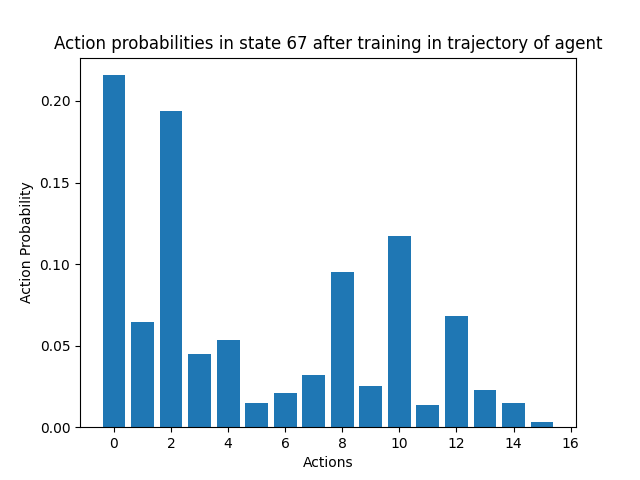 Action probabilities in state 67 after training in trajectory of agent
0.20
0.15
0.10
0.05
0.00
Action Probability
0 2 4 6 8 10 12 14 16
Actions